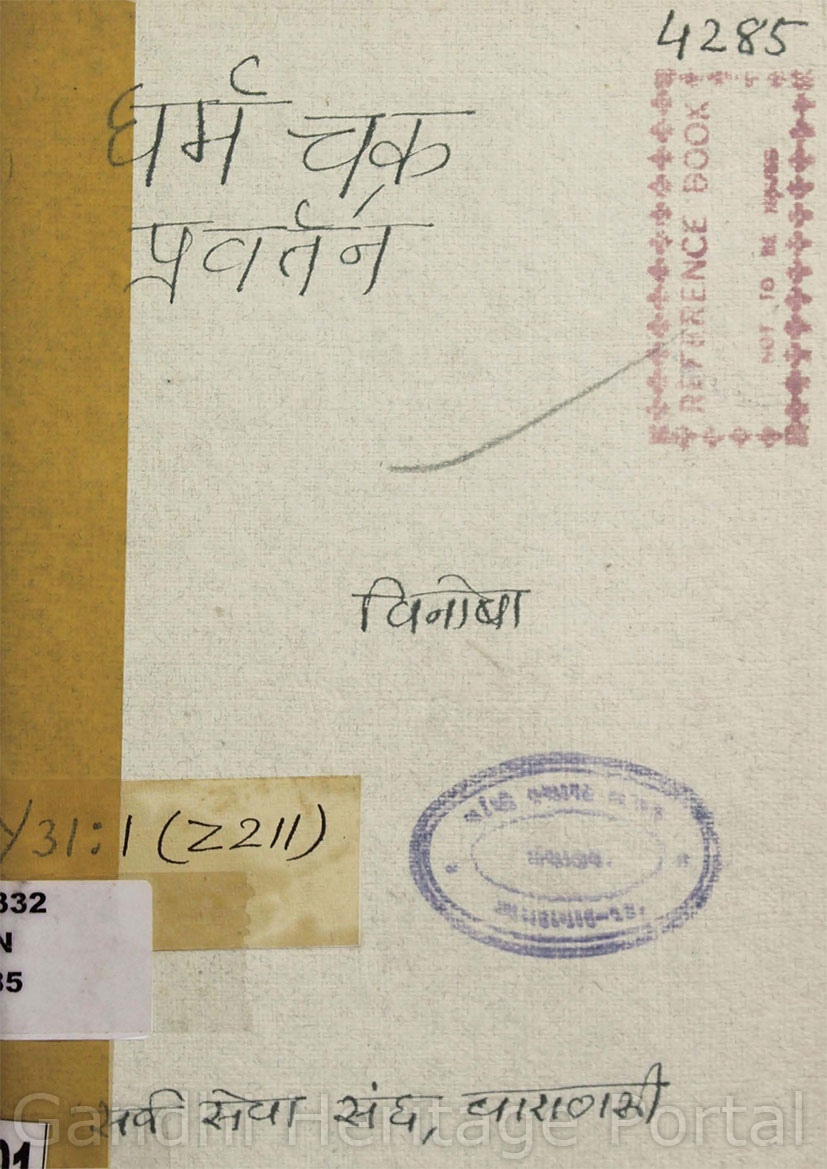 4285
धर्म चक्र
प्रवर्तन
REFERENCE BOOK
NOT TO BE
विनोबा
Y31:1 (Z211)
332
N
35
सर्व सेवा संघ, वाराणसी
Gandhi Heritage Portal
01